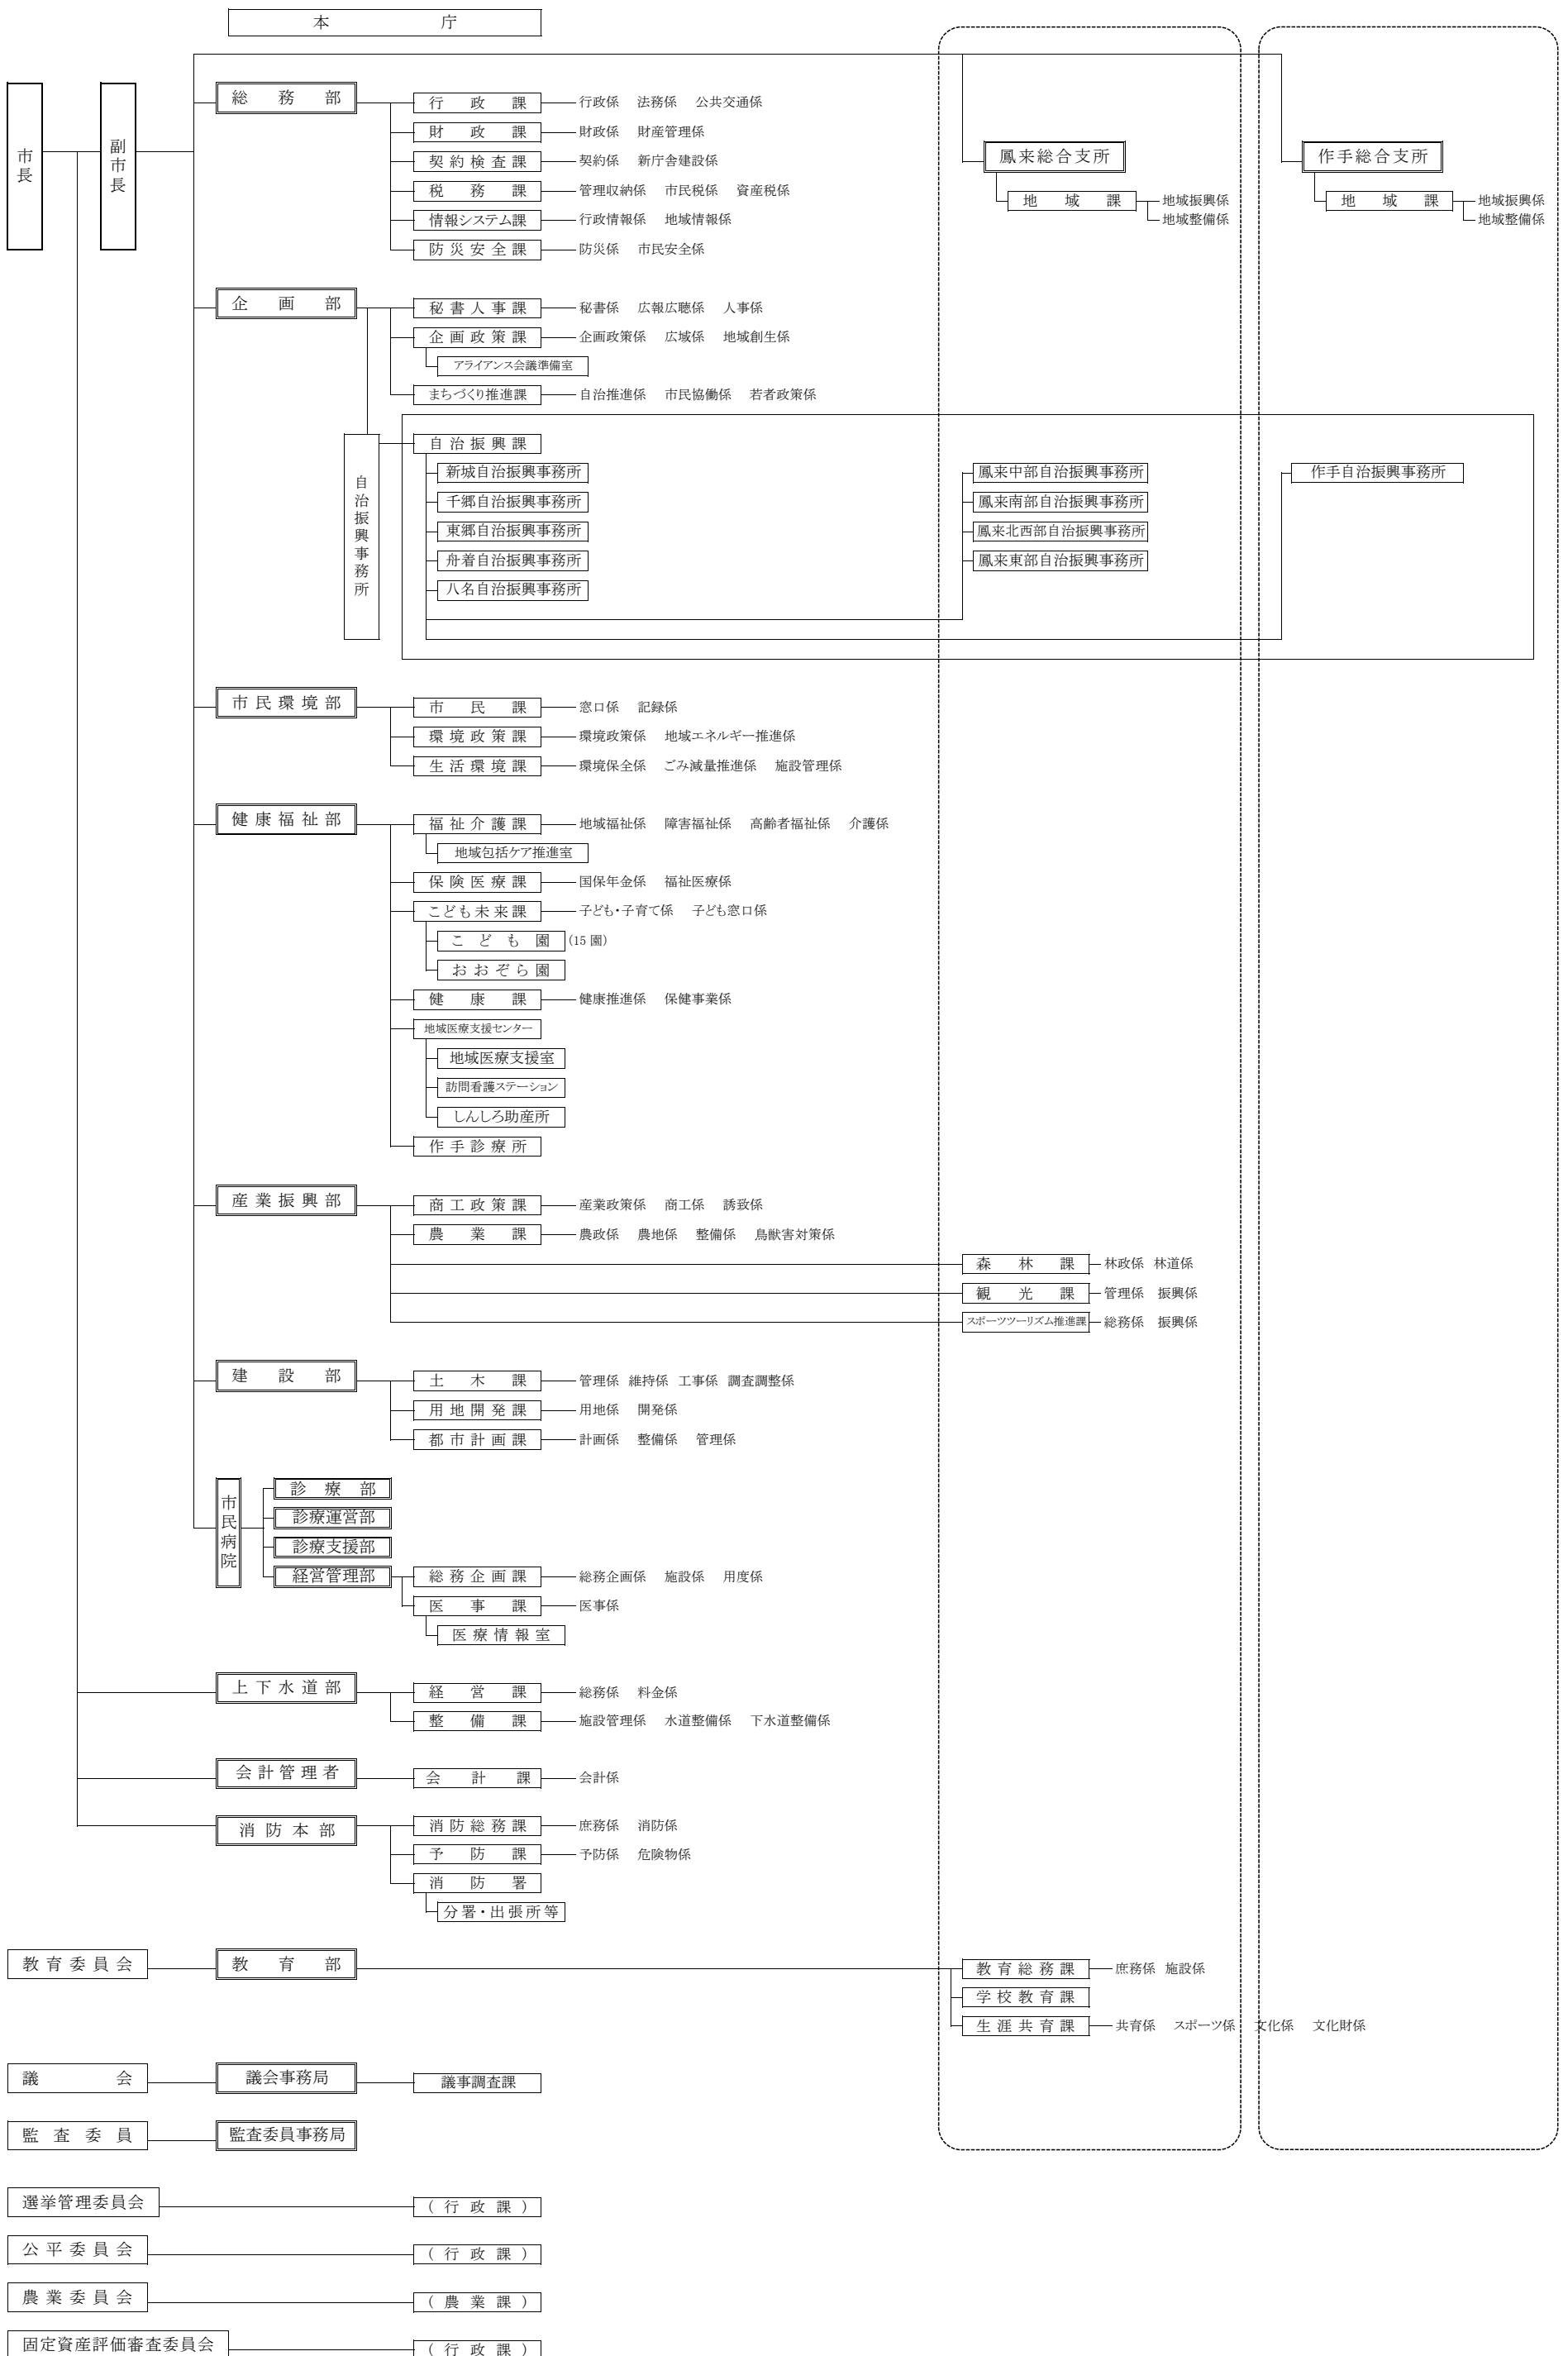 本庁
市長
副市長
総務部
行政課 行政係 法務係 公共交通係
財政課 財政係 財産管理係
契約検査課 契約係 新庁舎建設係
税務課 管理収納係 市民税係 資産税係
情報システム課 行政情報係 地域情報係
防災安全課 防災係 市民安全係
鳳来総合支所
地域課 地域振興係
地域整備係
作手総合支所
地域課 地域振興係
地域整備係
企画部
秘書人事課 秘書係 広報広聴係 人事係
企画政策課 企画政策係 広域係 地域創生係
アライアンス会議準備室
まちづくり推進課 自治推進係 市民協働係 若者政策係
自治振興事務所
自治振興課
新城自治振興事務所 鳳来中部自治振興事務所 作手自治振興事務所
千郷自治振興事務所 鳳来南部自治振興事務所
東郷自治振興事務所 鳳来北西部自治振興事務所
舟着自治振興事務所 鳳来東部自治振興事務所
八名自治振興事務所
市民環境部
市民課 窓口係 記録係
環境政策課 環境政策係 地域エネルギー推進係
生活環境課 環境保全係 ごみ減量推進係 施設管理係
健康福祉部
福祉介護課 地域福祉係 障害福祉係 高齢者福祉係 介護係
地域包括ケア推進室
保険医療課 国保年金係 福祉医療係
こども未来課 子ども・子育て係 子ども窓口係
こども園 (15園)
おおぞら園
健康課 健康推進係 保健事業係
地域医療支援センター
地域医療支援室
訪問看護ステーション
しんしろ助産所
作手診療所
産業振興部
商工政策課 産業政策係 商工係 誘致係
農業課 農政係 農地係 整備係 鳥獣害対策係
森林課 林政係 林道係
観光課 管理係 振興係
スポーツツーリズム推進課 総務係 振興係
建設部
土木課 管理係 維持係 工事係 調査調整係
用地開発課 用地係 開発係
都市計画課 計画係 整備係 管理係
市民病院
診療部
診療運営部
診療支援部
経営管理部 総務企画課 総務企画係 施設係 用度係
医事課 医事係
医療情報室
上下水道部
経営課 総務係 料金係
整備課 施設管理係 水道整備係 下水道整備係
会計管理者 会計課 会計係
消防本部
消防総務課 庶務係 消防係
予防課 予防係 危険物係
消防署
分署・出張所等
教育委員会 教育部 教育総務課 庶務係 施設係
学校教育課
生涯共育課 共育係 スポーツ係 文化係 文化財係
議会 議会事務局 議事調査課
監査委員 監査委員事務局
選挙管理委員会 (行政課)
公平委員会 (行政課)
農業委員会 (農業課)
固定資産評価審査委員会 (行政課)